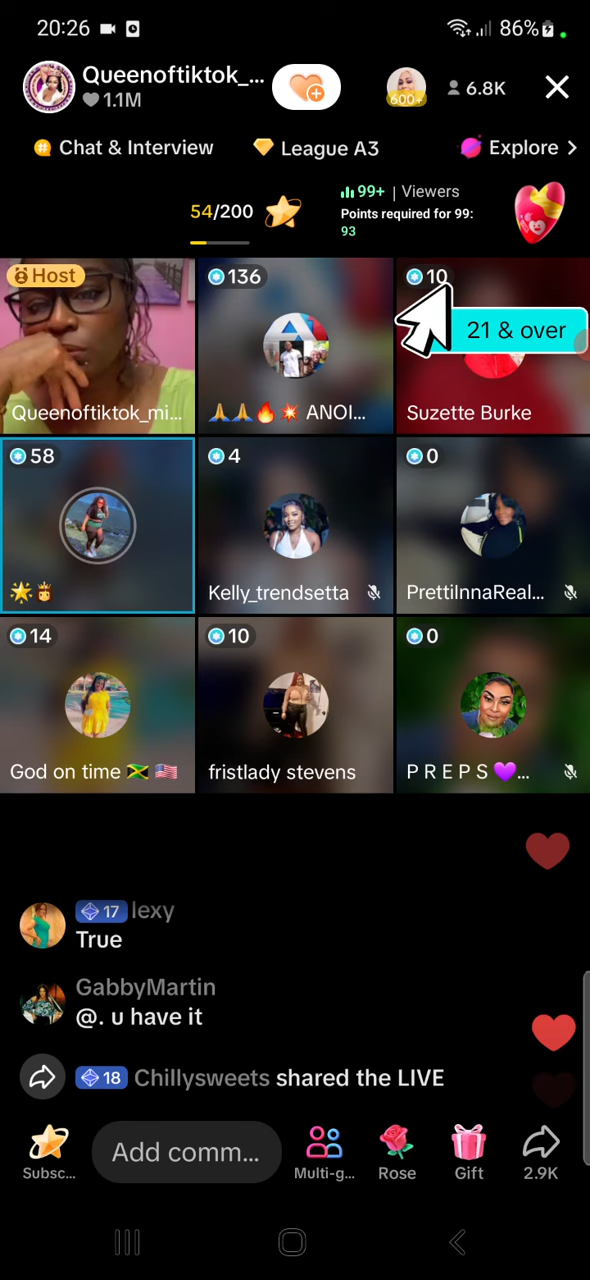 20:26
86%
Queenoftiktok_...
1.1M
600+
6.8K
Chat & Interview
League A3
Explore
54/200
99+ | Viewers
Points required for 99:
93
Host
136
10
21 & over
Queenoftiktok_mi...
🙏🙏🔥💥 ANOI...
Suzette Burke
58
4
0
🌟👸
Kelly_trendsetta
PrettiInnaReal...
14
10
0
God on time 🇯🇲 🇺🇸
fristlady stevens
P R E P S 💜...
17 lexy
True
GabbyMartin
@. u have it
18 Chillysweets shared the LIVE
Add comm...
Subsc...
Multi-g...
Rose
Gift
2.9K